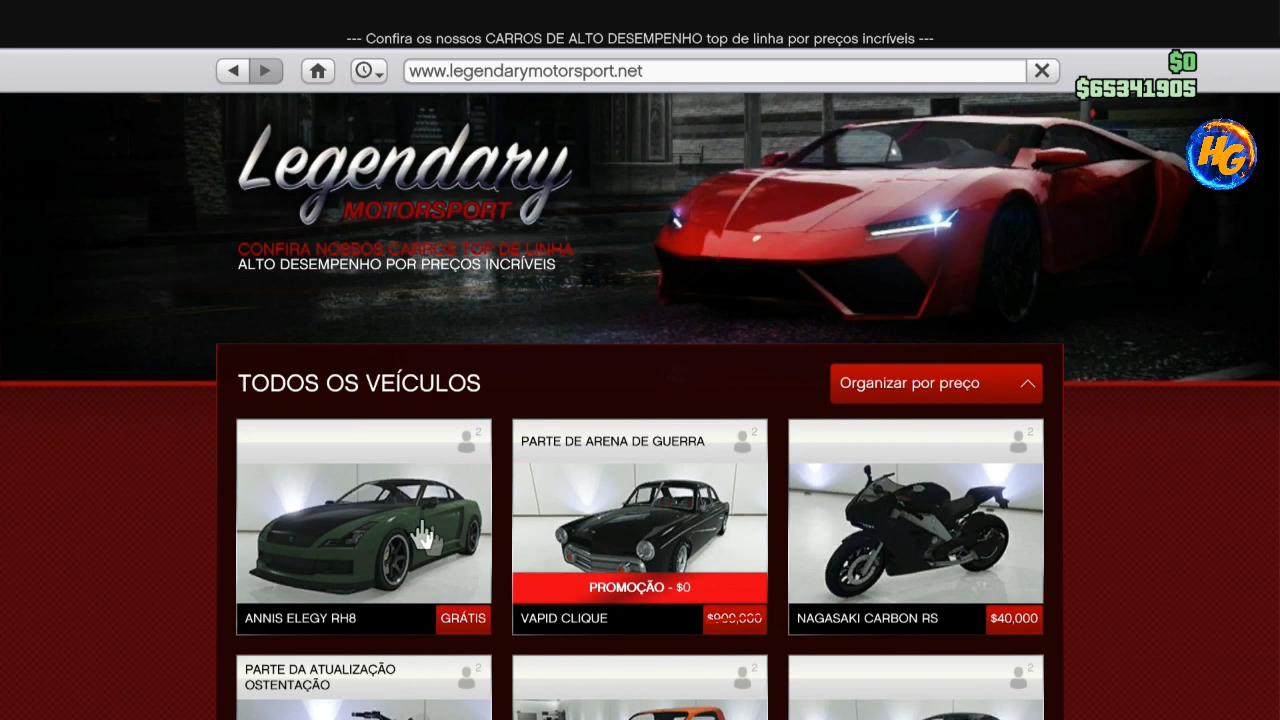 --- Confira os nossos CARROS DE ALTO DESEMPENHO top de linha por preços incríveis ---
www.legendarymotorsport.net
$0
$65341905
HG
Legendary
MOTORSPORT
CONFIRA NOSSOS CARROS TOP DE LINHA
ALTO DESEMPENHO POR PREÇOS INCRÍVEIS
TODOS OS VEÍCULOS
Organizar por preço
2
PARTE DE ARENA DE GUERRA
2
2
PROMOÇÃO - $0
ANNIS ELEGY RH8
GRÁTIS
VAPID CLIQUE
$909,000
NAGASAKI CARBON RS
$40,000
PARTE DA ATUALIZAÇÃO
OSTENTAÇÃO
2
2
2